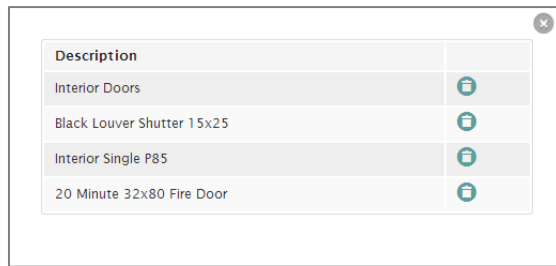 Description
Interior Doors
Black Louver Shutter 15x25
Interior Single P85
20 Minute 32x80 Fire Door